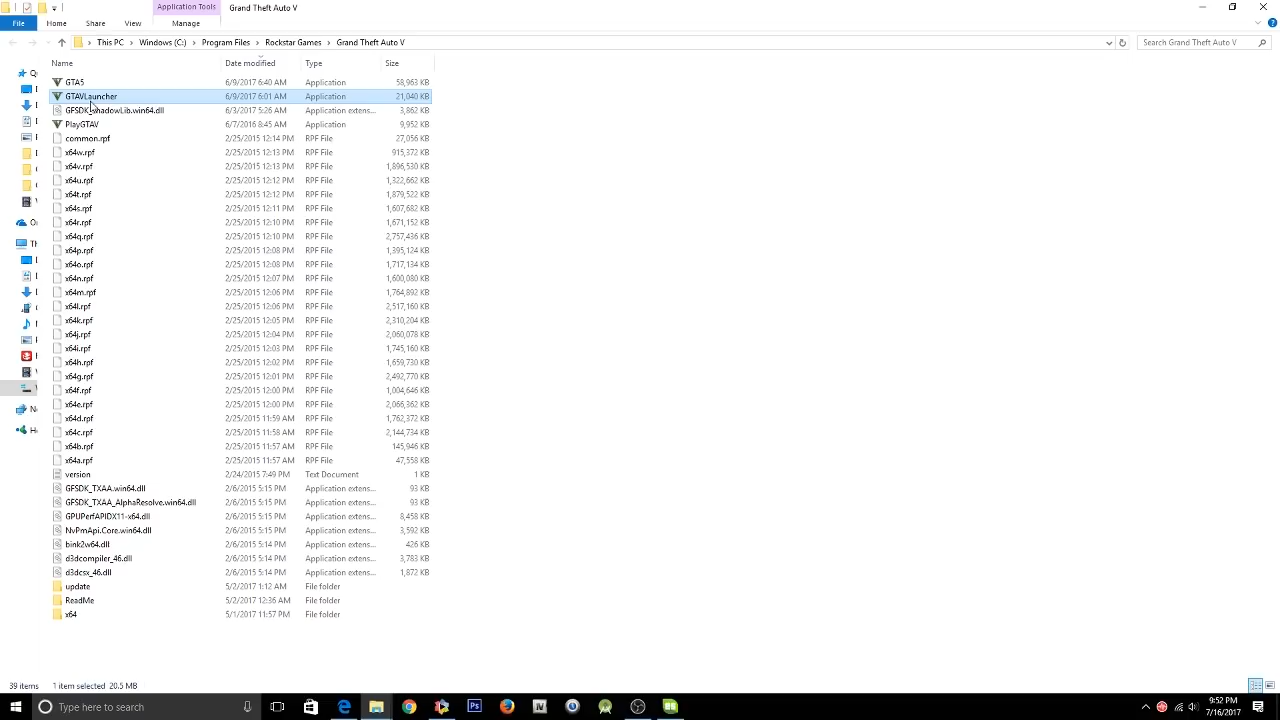 Application Tools Grand Theft Auto V
File Home Share View Manage
This PC Windows (C:) Program Files Rockstar Games Grand Theft Auto V Search Grand Theft Auto V
Name Date modified Type Size
GTA5 6/9/2017 6:40 AM Application 58,963 KB
GTAVLauncher 6/9/2017 6:01 AM Application 21,040 KB
GFSDK_ShadowLib.win64.dll 6/3/2017 5:26 AM Application extens... 3,862 KB
PlayGTAV 6/7/2016 8:45 AM Application 9,952 KB
common.rpf 2/25/2015 12:14 PM RPF File 27,056 KB
x64w.rpf 2/25/2015 12:13 PM RPF File 915,372 KB
x64v.rpf 2/25/2015 12:13 PM RPF File 1,896,530 KB
x64u.rpf 2/25/2015 12:12 PM RPF File 1,322,662 KB
x64t.rpf 2/25/2015 12:12 PM RPF File 1,879,522 KB
x64s.rpf 2/25/2015 12:11 PM RPF File 1,607,682 KB
x64r.rpf 2/25/2015 12:10 PM RPF File 1,671,152 KB
x64q.rpf 2/25/2015 12:10 PM RPF File 2,757,436 KB
x64p.rpf 2/25/2015 12:08 PM RPF File 1,395,124 KB
x64o.rpf 2/25/2015 12:08 PM RPF File 1,717,134 KB
x64n.rpf 2/25/2015 12:07 PM RPF File 1,600,080 KB
x64m.rpf 2/25/2015 12:06 PM RPF File 1,764,892 KB
x64l.rpf 2/25/2015 12:06 PM RPF File 2,517,160 KB
x64k.rpf 2/25/2015 12:05 PM RPF File 2,310,204 KB
x64j.rpf 2/25/2015 12:04 PM RPF File 2,060,078 KB
x64i.rpf 2/25/2015 12:03 PM RPF File 1,745,160 KB
x64h.rpf 2/25/2015 12:02 PM RPF File 1,659,730 KB
x64g.rpf 2/25/2015 12:01 PM RPF File 2,492,770 KB
x64f.rpf 2/25/2015 12:00 PM RPF File 1,004,646 KB
x64e.rpf 2/25/2015 12:00 PM RPF File 2,066,362 KB
x64d.rpf 2/25/2015 11:59 AM RPF File 1,762,372 KB
x64c.rpf 2/25/2015 11:58 AM RPF File 2,144,734 KB
x64b.rpf 2/25/2015 11:57 AM RPF File 145,946 KB
x64a.rpf 2/25/2015 11:57 AM RPF File 47,558 KB
version 2/24/2015 7:49 PM Text Document 1 KB
GFSDK_TXAA.win64.dll 2/6/2015 5:15 PM Application extens... 93 KB
GFSDK_TXAA_AlphaResolve.win64.dll 2/6/2015 5:15 PM Application extens... 93 KB
GPUPerfAPIDX11-x64.dll 2/6/2015 5:15 PM Application extens... 8,458 KB
NvPmApi.Core.win64.dll 2/6/2015 5:15 PM Application extens... 3,592 KB
bink2w64.dll 2/6/2015 5:14 PM Application extens... 426 KB
d3dcompiler_46.dll 2/6/2015 5:14 PM Application extens... 3,783 KB
d3dcsx_46.dll 2/6/2015 5:14 PM Application extens... 1,872 KB
update 5/2/2017 1:12 AM File folder
ReadMe 5/2/2017 12:36 AM File folder
x64 5/1/2017 11:57 PM File folder
39 items 1 item selected 20.5 MB
Type here to search 9:52 PM
7/16/2017